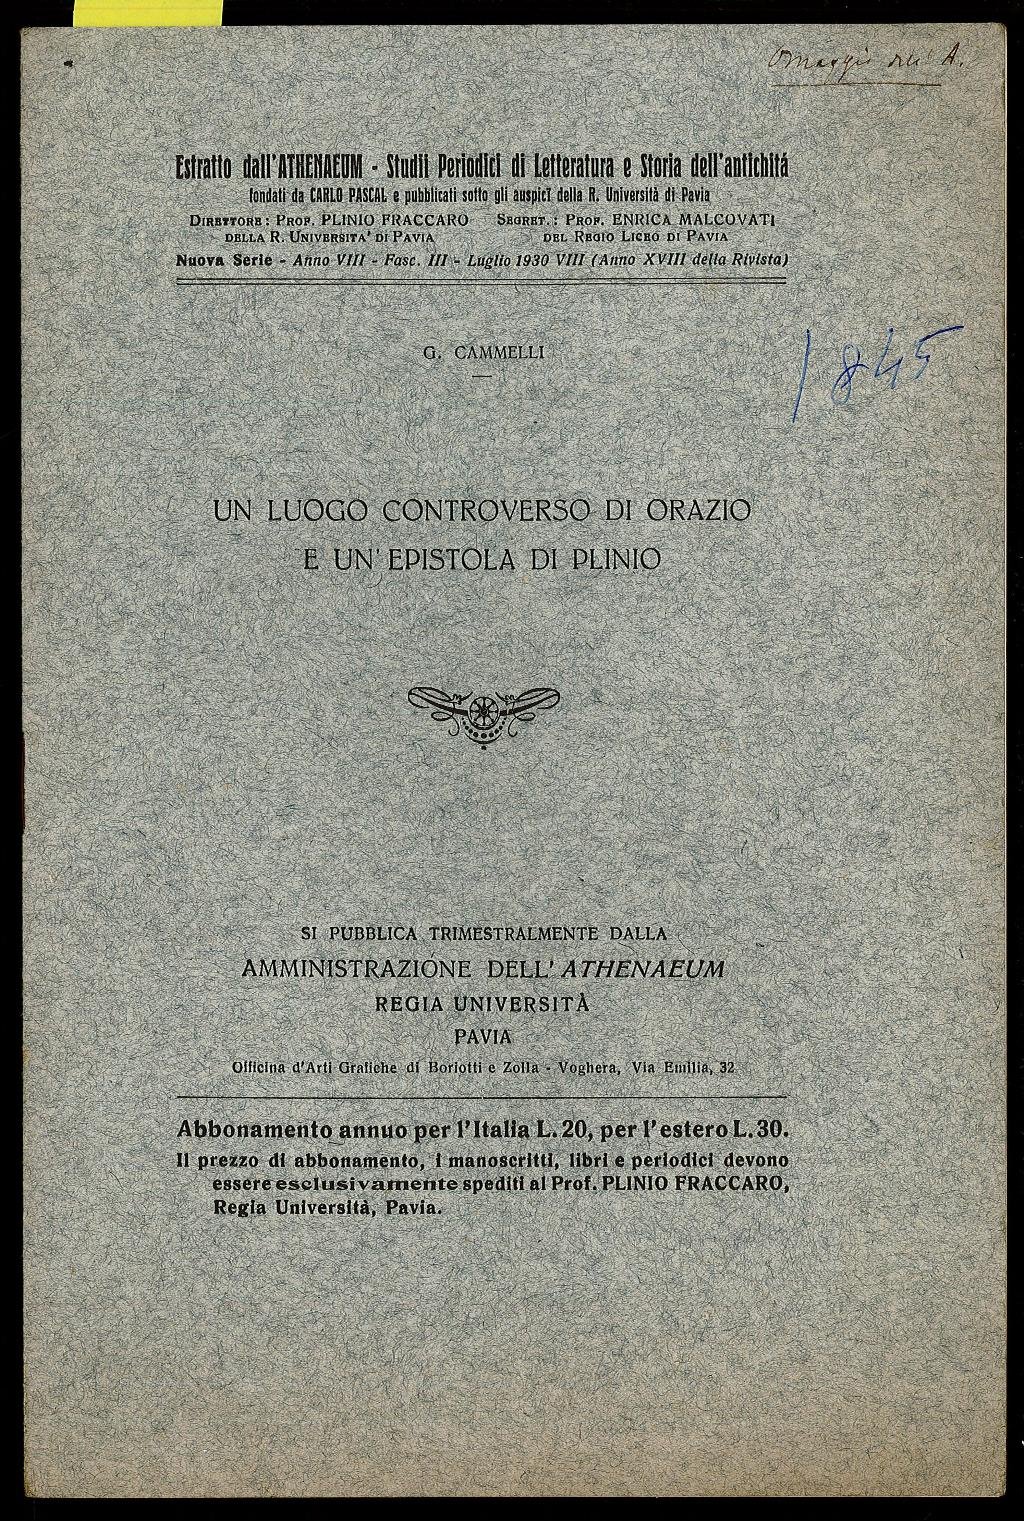 Omaggio dell' A.
Estratto dall'ATHENAEUM - Studii Periodici di Letteratura e Storia dell'antichitá
fondati da CARLO PASCAL e pubblicati sotto gli auspici della R. Università di Pavia
DIRETTORE : PROF. PLINIO FRACCARO SEGRET. : PROF. ENRICA MALCOVATI
DELLA R. UNIVERSITA' DI PAVIA DEL REGIO LICEO DI PAVIA
Nuova Serie - Anno VIII - Fasc. III - Luglio 1930 VIII (Anno XVIII della Rivista)
G. CAMMELLI
1845
UN LUOGO CONTROVERSO DI ORAZIO
E UN' EPISTOLA DI PLINIO
SI PUBBLICA TRIMESTRALMENTE DALLA
AMMINISTRAZIONE DELL' ATHENAEUM
REGIA UNIVERSITÀ
PAVIA
Officina d'Arti Grafiche di Boriotti e Zolla - Voghera, Via Emilia, 32
Abbonamento annuo per l'Italia L. 20, per l'estero L. 30.
Il prezzo di abbonamento, i manoscritti, libri e periodici devono
essere esclusivamente spediti al Prof. PLINIO FRACCARO,
Regia Università, Pavia.